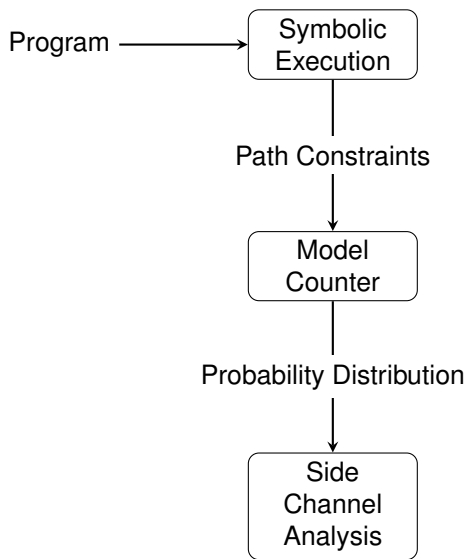 Program
Symbolic
Execution
Path Constraints
Model
Counter
Probability Distribution
Side
Channel
Analysis